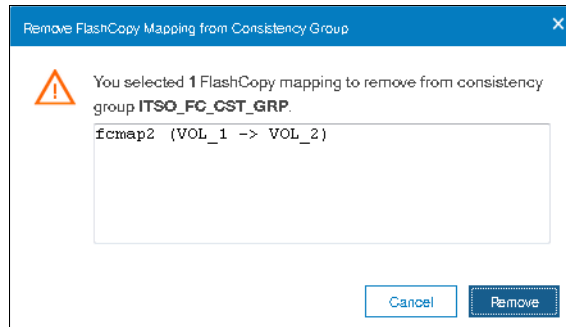 Remove FlashCopy Mapping from Consistency Group
You selected 1 FlashCopy mapping to remove from consistency
group ITSO_FC_CST_GRP.
fcmap2 (VOL_1 -> VOL_2)
Cancel
Remove